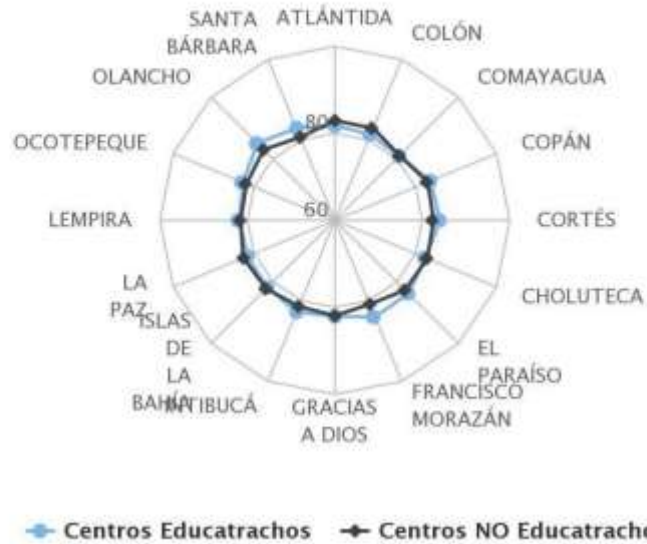 SANTA
BÁRBARA
ATLÁNTIDA
COLÓN
OLANCHO
COMAYAGUA
80
OCOTEPEQUE
COPÁN
60
LEMPIRA
CORTÉS
LA
PAZ
CHOLUTECA
ISLAS
DE
LA
BAHÍA
EL
PARAÍSO
INTIBUCÁ
GRACIAS
A DIOS
FRANCISCO
MORAZÁN
Centros Educatrachos
Centros NO Educatracho